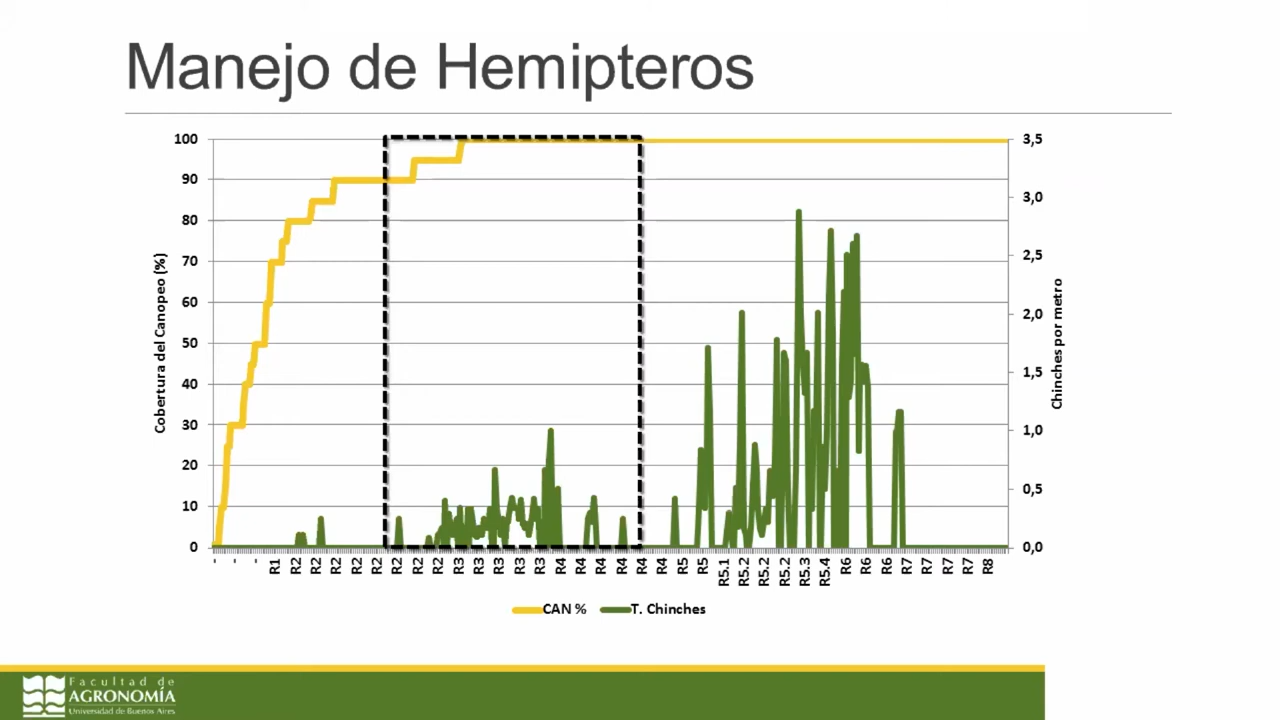 Manejo de Hemipteros
100
90
80
70
60
50
40
30
20
10
0
Cobertura del Canopeo (%)
3,5
3,0
2,5
2,0
1,5
1,0
0,5
0,0
Chinches por metro
- - - R1 R2 R2 R2 R2 R2 R2 R2 R2 R3 R3 R3 R3 R3 R4 R4 R4 R4 R4 R4 R5 R5 R5.1 R5.2 R5.2 R5.2 R5.3 R5.4 R6 R6 R6 R7 R7 R7 R7 R8
CAN % T. Chinches
Facultad de
AGRONOMÍA
Universidad de Buenos Aires